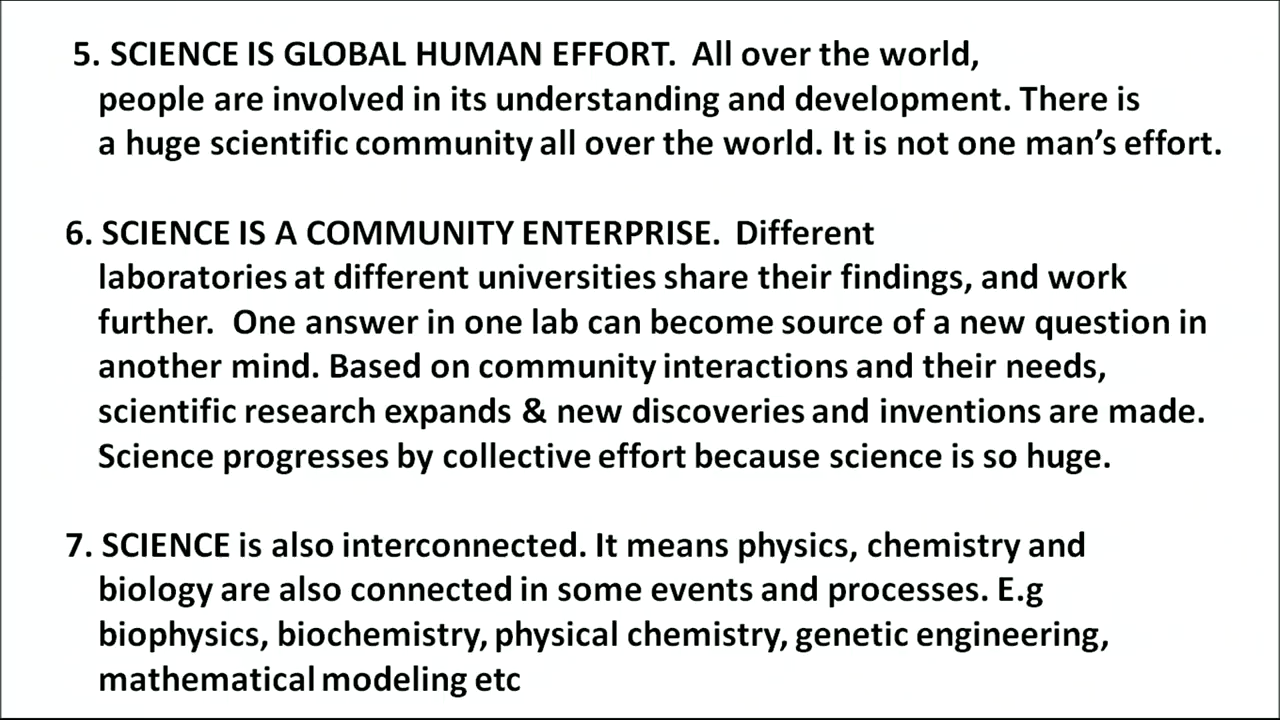 5. SCIENCE IS GLOBAL HUMAN EFFORT. All over the world,
people are involved in its understanding and development. There is
a huge scientific community all over the world. It is not one man’s effort.
6. SCIENCE IS A COMMUNITY ENTERPRISE. Different
laboratories at different universities share their findings, and work
further. One answer in one lab can become source of a new question in
another mind. Based on community interactions and their needs,
scientific research expands & new discoveries and inventions are made.
Science progresses by collective effort because science is so huge.
7. SCIENCE is also interconnected. It means physics, chemistry and
biology are also connected in some events and processes. E.g
biophysics, biochemistry, physical chemistry, genetic engineering,
mathematical modeling etc